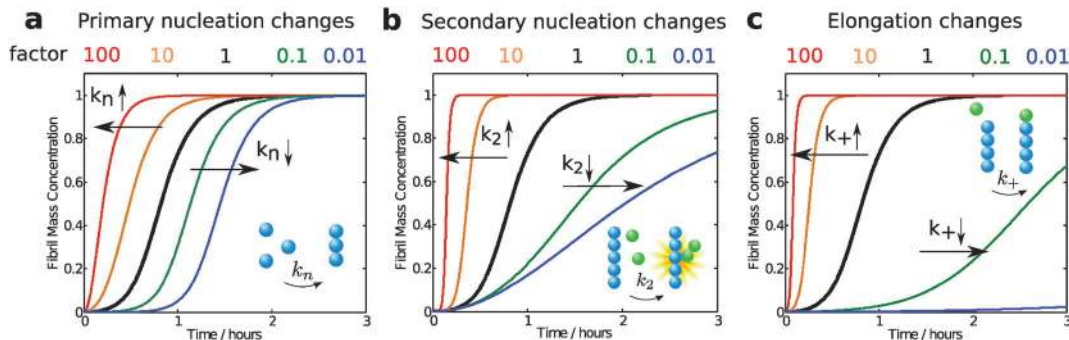 a Primary nucleation changes
factor 100 10 1 0.1 0.01
Fibril Mass Concentration
1
0.8
0.6
0.4
0.2
0
kn↑
kn↓
kn
0 1 2 3
Time / hours
b Secondary nucleation changes
100 10 1 0.1 0.01
Fibril Mass Concentration
1
0.8
0.6
0.4
0.2
0
k2↑
k2↓
k2
0 1 2 3
Time / hours
c Elongation changes
100 10 1 0.1 0.01
Fibril Mass Concentration
1
0.8
0.6
0.4
0.2
0
k+↑
k+↓
k+
0 1 2 3
Time / hours